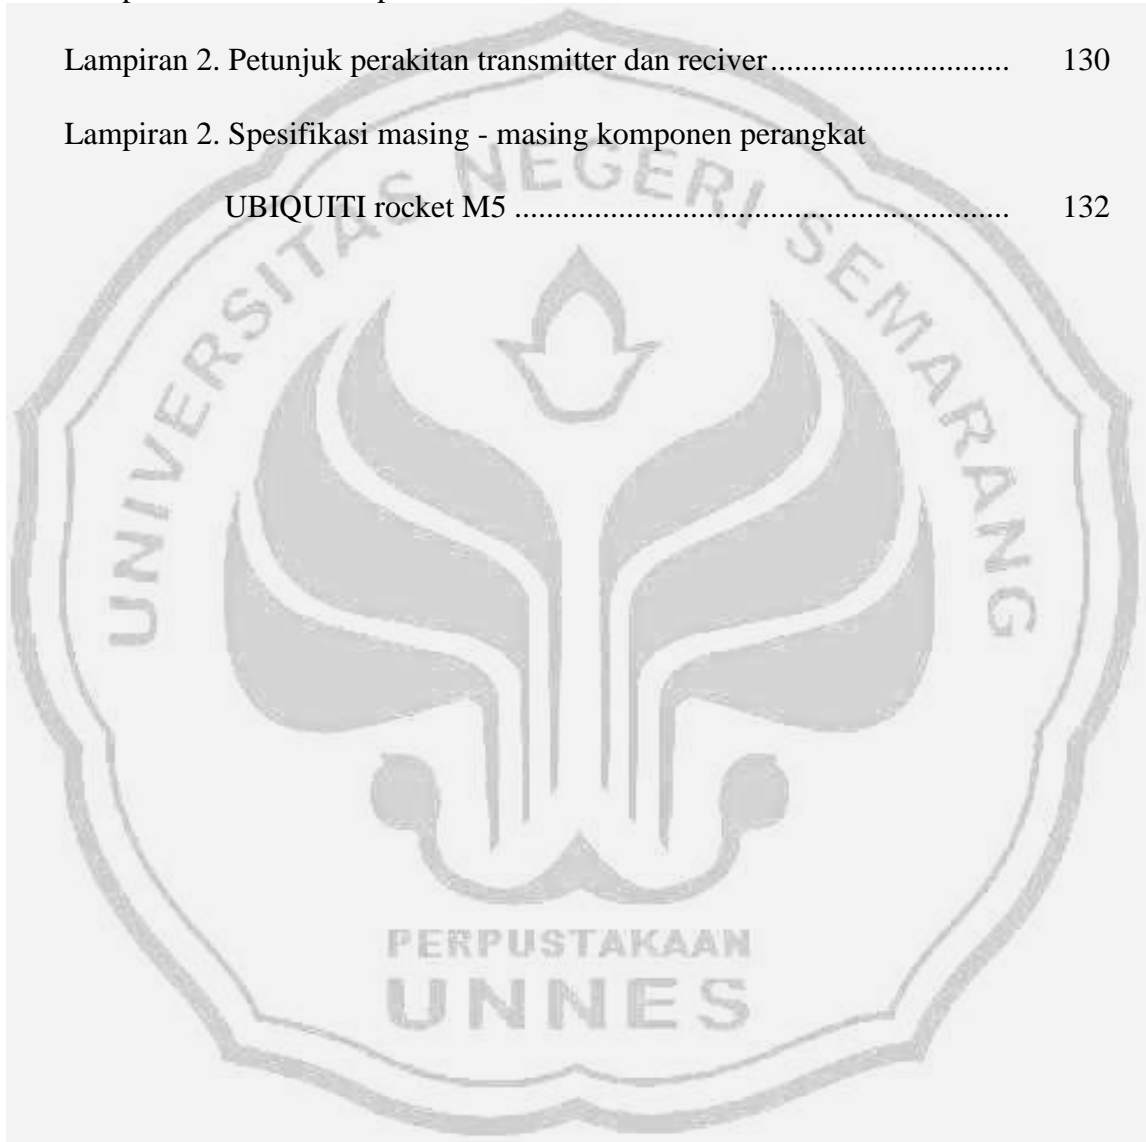 Lampiran 2. Petunjuk perakitan transmitter dan reciver.............................. 130
Lampiran 2. Spesifikasi masing - masing komponen perangkat
UBIQUITI rocket M5 .............................................................. 132
UNIVERSITAS NEGERI SEMARANG
PERPUSTAKAAN
UNNES